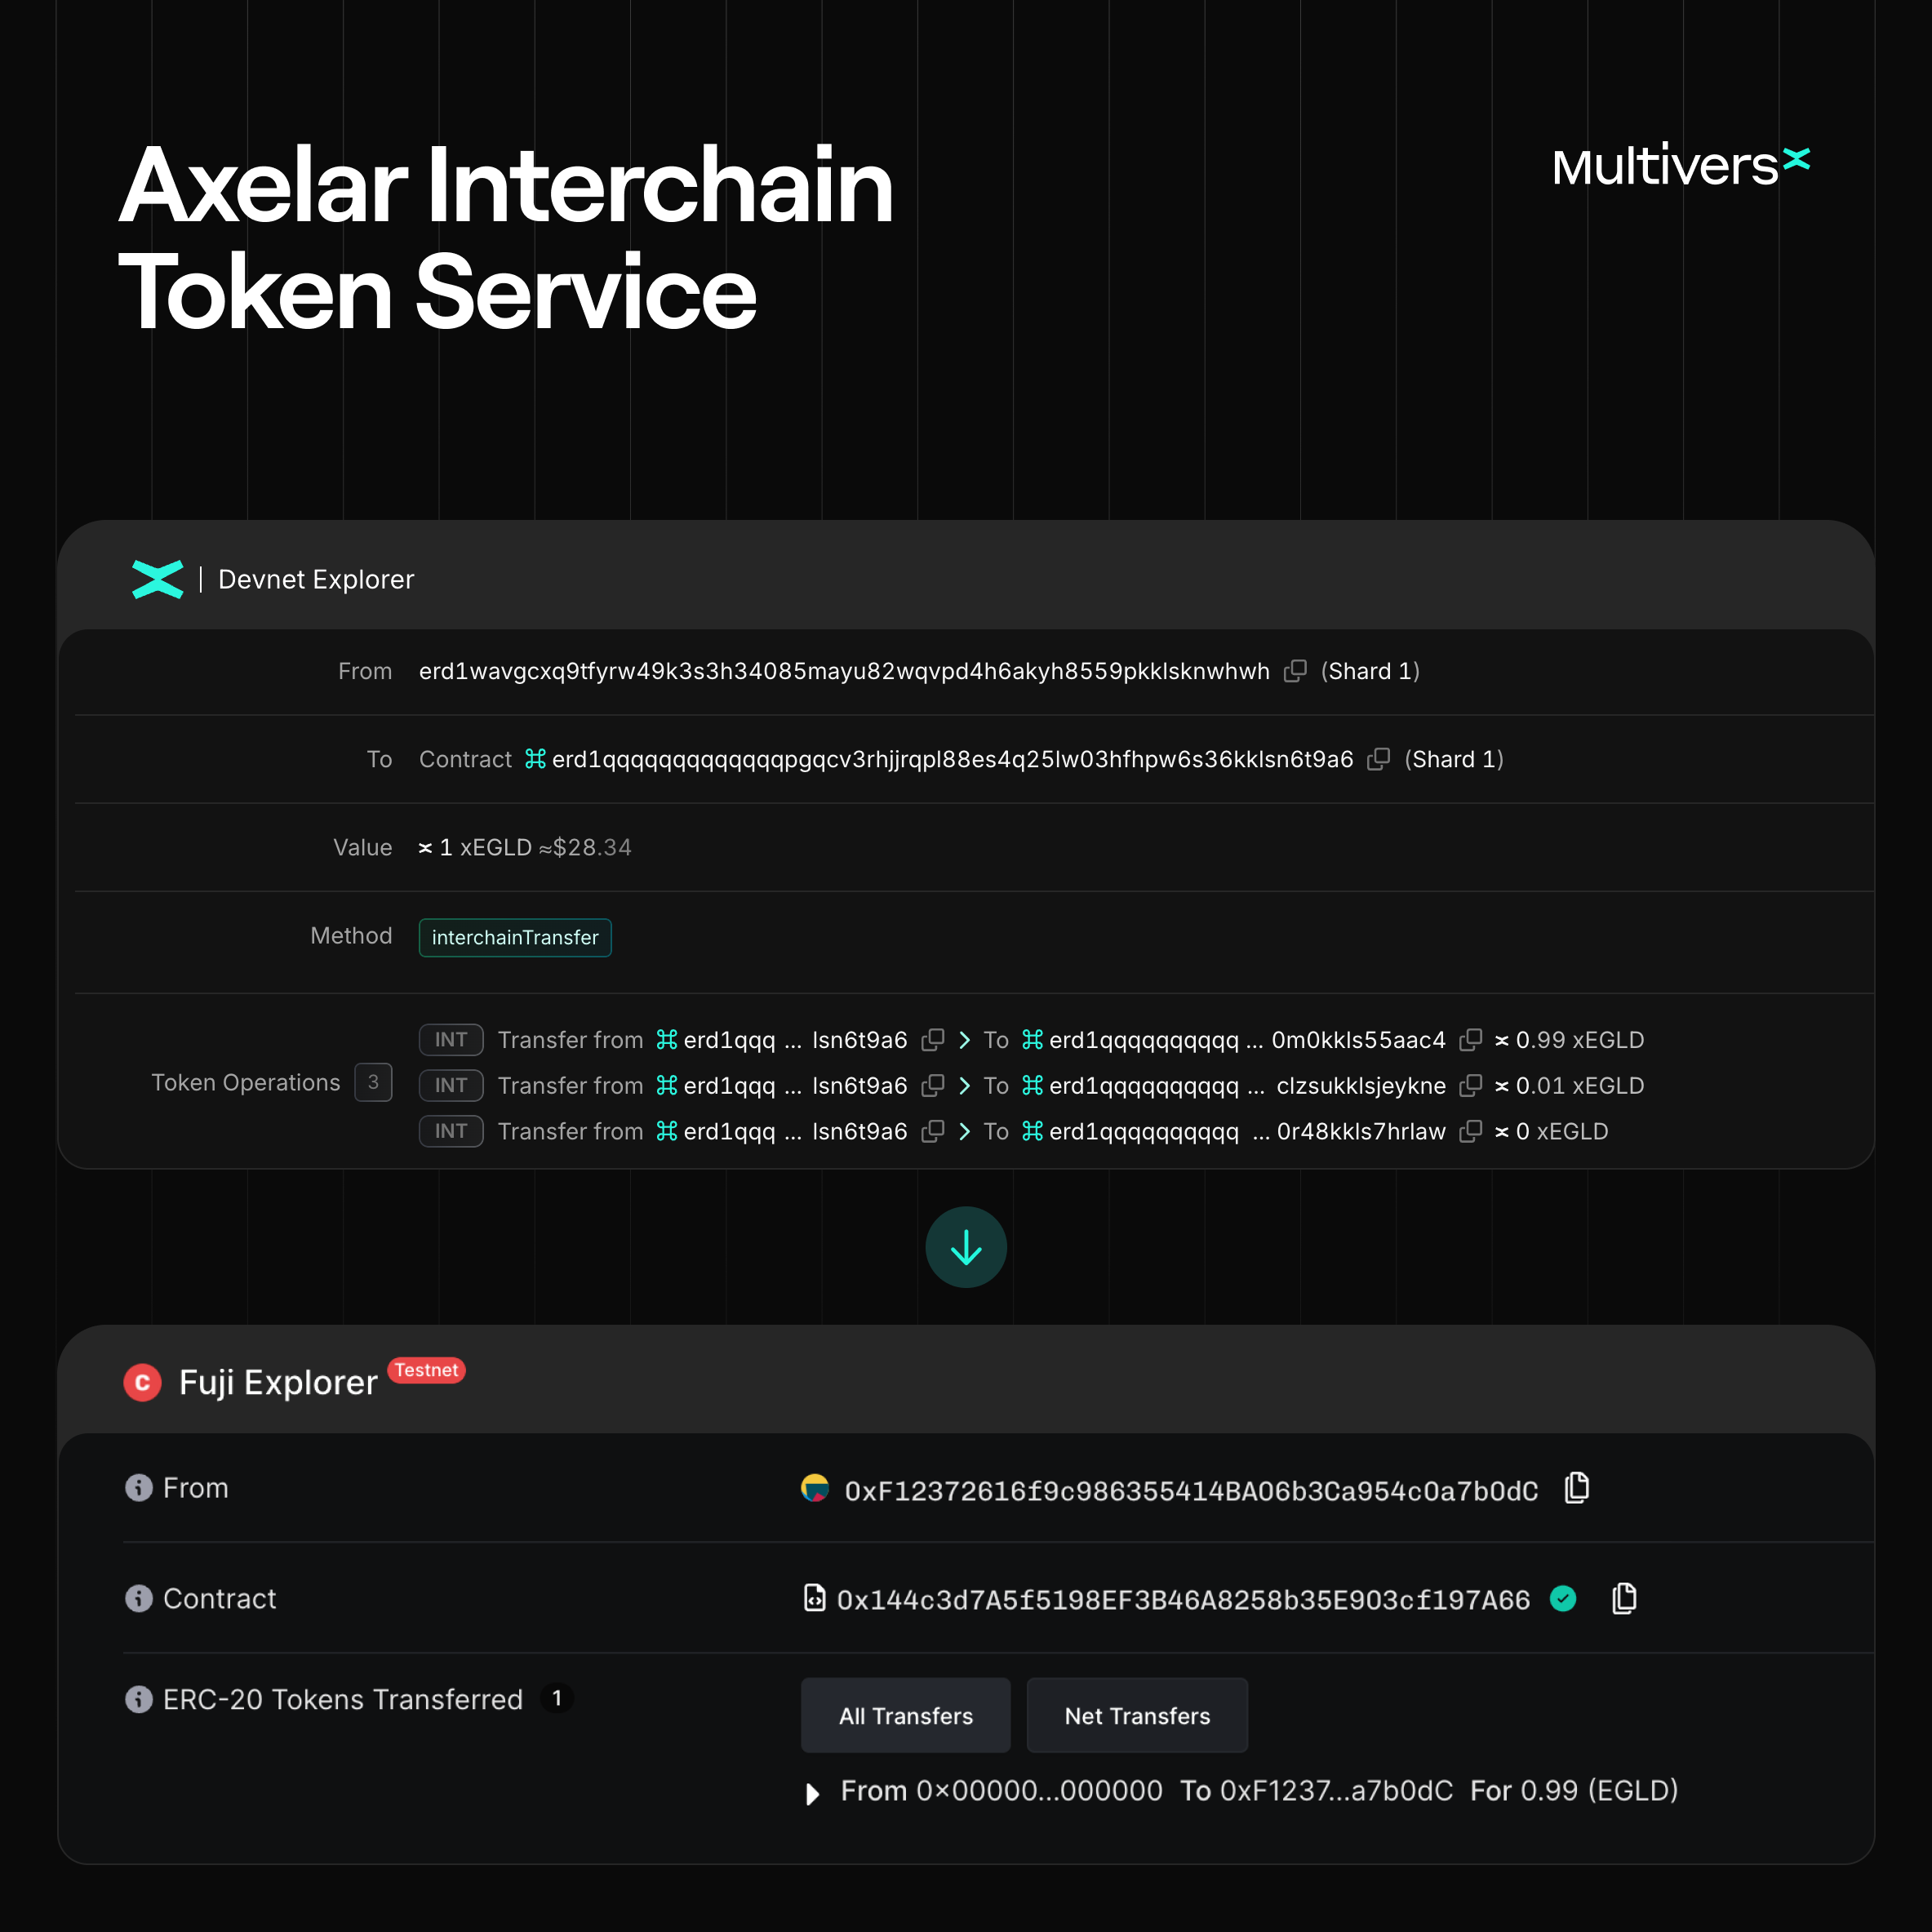 Axelar Interchain
Token Service
MultiversX
Devnet Explorer
From erd1wavgcxq9tfyrw49k3s3h34085mayu82wqvpd4h6akyh8559pkklsknwhwh (Shard 1)
To Contract erd1qqqqqqqqqqqqqpgqcv3rhjjrqpl88es4q25lw03hfhpw6s36kklsn6t9a6 (Shard 1)
Value 1 xEGLD ≈$28.34
Method interchainTransfer
INT Transfer from erd1qqq ... lsn6t9a6 To erd1qqqqqqqqqq ... 0m0kkls55aac4 0.99 xEGLD
Token Operations 3 INT Transfer from erd1qqq ... lsn6t9a6 To erd1qqqqqqqqqq ... clzsukklsjeykne 0.01 xEGLD
INT Transfer from erd1qqq ... lsn6t9a6 To erd1qqqqqqqqqq ... 0r48kkls7hrlaw 0 xEGLD
Fuji Explorer Testnet
From 0xF12372616f9c986355414BA06b3Ca954c0a7b0dC
Contract 0x144c3d7A5f5198EF3B46A8258b35E903cf197A66
ERC-20 Tokens Transferred 1 All Transfers Net Transfers
From 0×00000...000000 To 0xF1237...a7b0dC For 0.99 (EGLD)